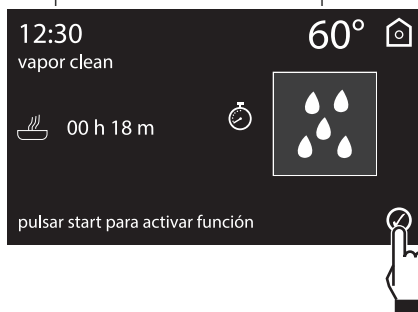 12:30 60°
vapor clean
00 h 18 m
pulsar start para activar función